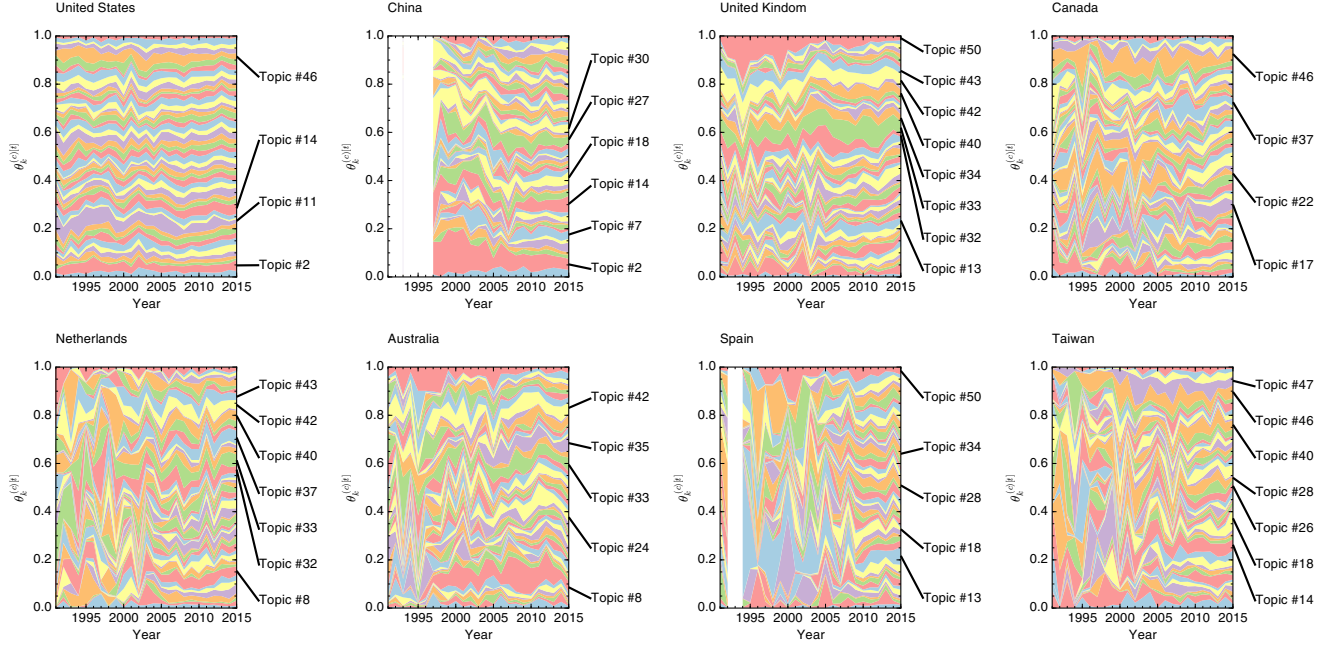 United States
1.0
0.8
0.6
0.4
0.2
0.0
θ_k^{(c)[t]}
1995 2000 2005 2010 2015
Year
Topic #46
Topic #14
Topic #11
Topic #2
China
1.0
0.8
0.6
0.4
0.2
0.0
θ_k^{(c)[t]}
1995 2000 2005 2010 2015
Year
Topic #30
Topic #27
Topic #18
Topic #14
Topic #7
Topic #2
United Kindom
1.0
0.8
0.6
0.4
0.2
0.0
θ_k^{(c)[t]}
1995 2000 2005 2010 2015
Year
Topic #50
Topic #43
Topic #42
Topic #40
Topic #34
Topic #33
Topic #32
Topic #13
Canada
1.0
0.8
0.6
0.4
0.2
0.0
θ_k^{(c)[t]}
1995 2000 2005 2010 2015
Year
Topic #46
Topic #37
Topic #22
Topic #17
Netherlands
1.0
0.8
0.6
0.4
0.2
0.0
θ_k^{(c)[t]}
1995 2000 2005 2010 2015
Year
Topic #43
Topic #42
Topic #40
Topic #37
Topic #33
Topic #32
Topic #8
Australia
1.0
0.8
0.6
0.4
0.2
0.0
θ_k^{(c)[t]}
1995 2000 2005 2010 2015
Year
Topic #42
Topic #35
Topic #33
Topic #24
Topic #8
Spain
1.0
0.8
0.6
0.4
0.2
0.0
θ_k^{(c)[t]}
1995 2000 2005 2010 2015
Year
Topic #50
Topic #34
Topic #28
Topic #18
Topic #13
Taiwan
1.0
0.8
0.6
0.4
0.2
0.0
θ_k^{(c)[t]}
1995 2000 2005 2010 2015
Year
Topic #47
Topic #46
Topic #40
Topic #28
Topic #26
Topic #18
Topic #14